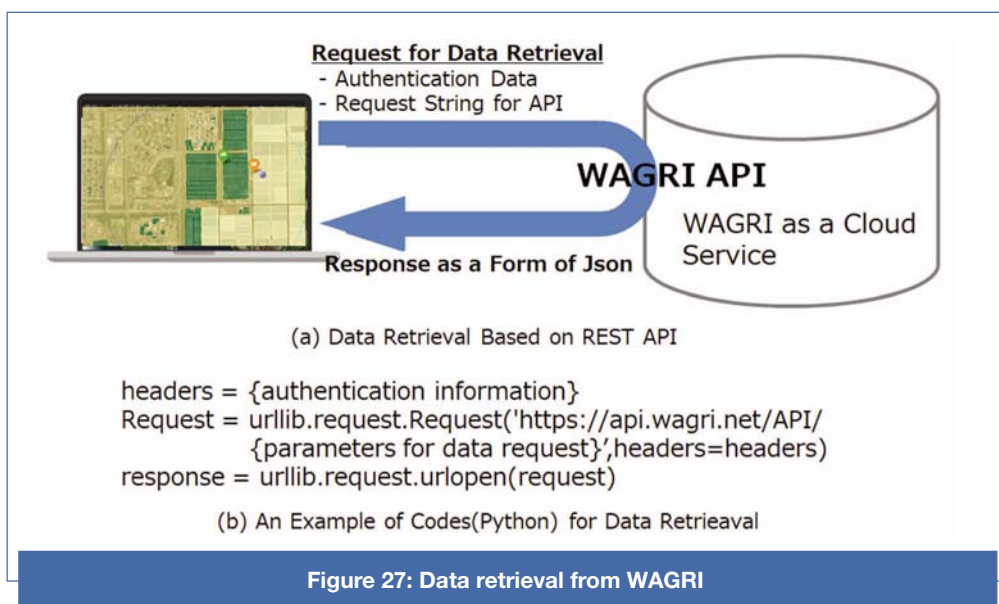 Request for Data Retrieval
- Authentication Data
- Request String for API
WAGRI API
WAGRI as a Cloud
Service
Response as a Form of Json
(a) Data Retrieval Based on REST API
headers = {authentication information}
Request = urllib.request.Request('https://api.wagri.net/API/
{parameters for data request}',headers=headers)
response = urllib.request.urlopen(request)
(b) An Example of Codes(Python) for Data Retrieaval
Figure 27: Data retrieval from WAGRI